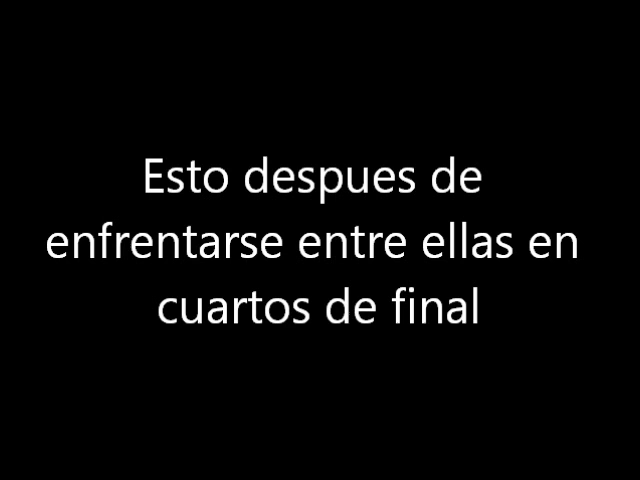 Esto despues de
enfrentarse entre ellas en
cuartos de final